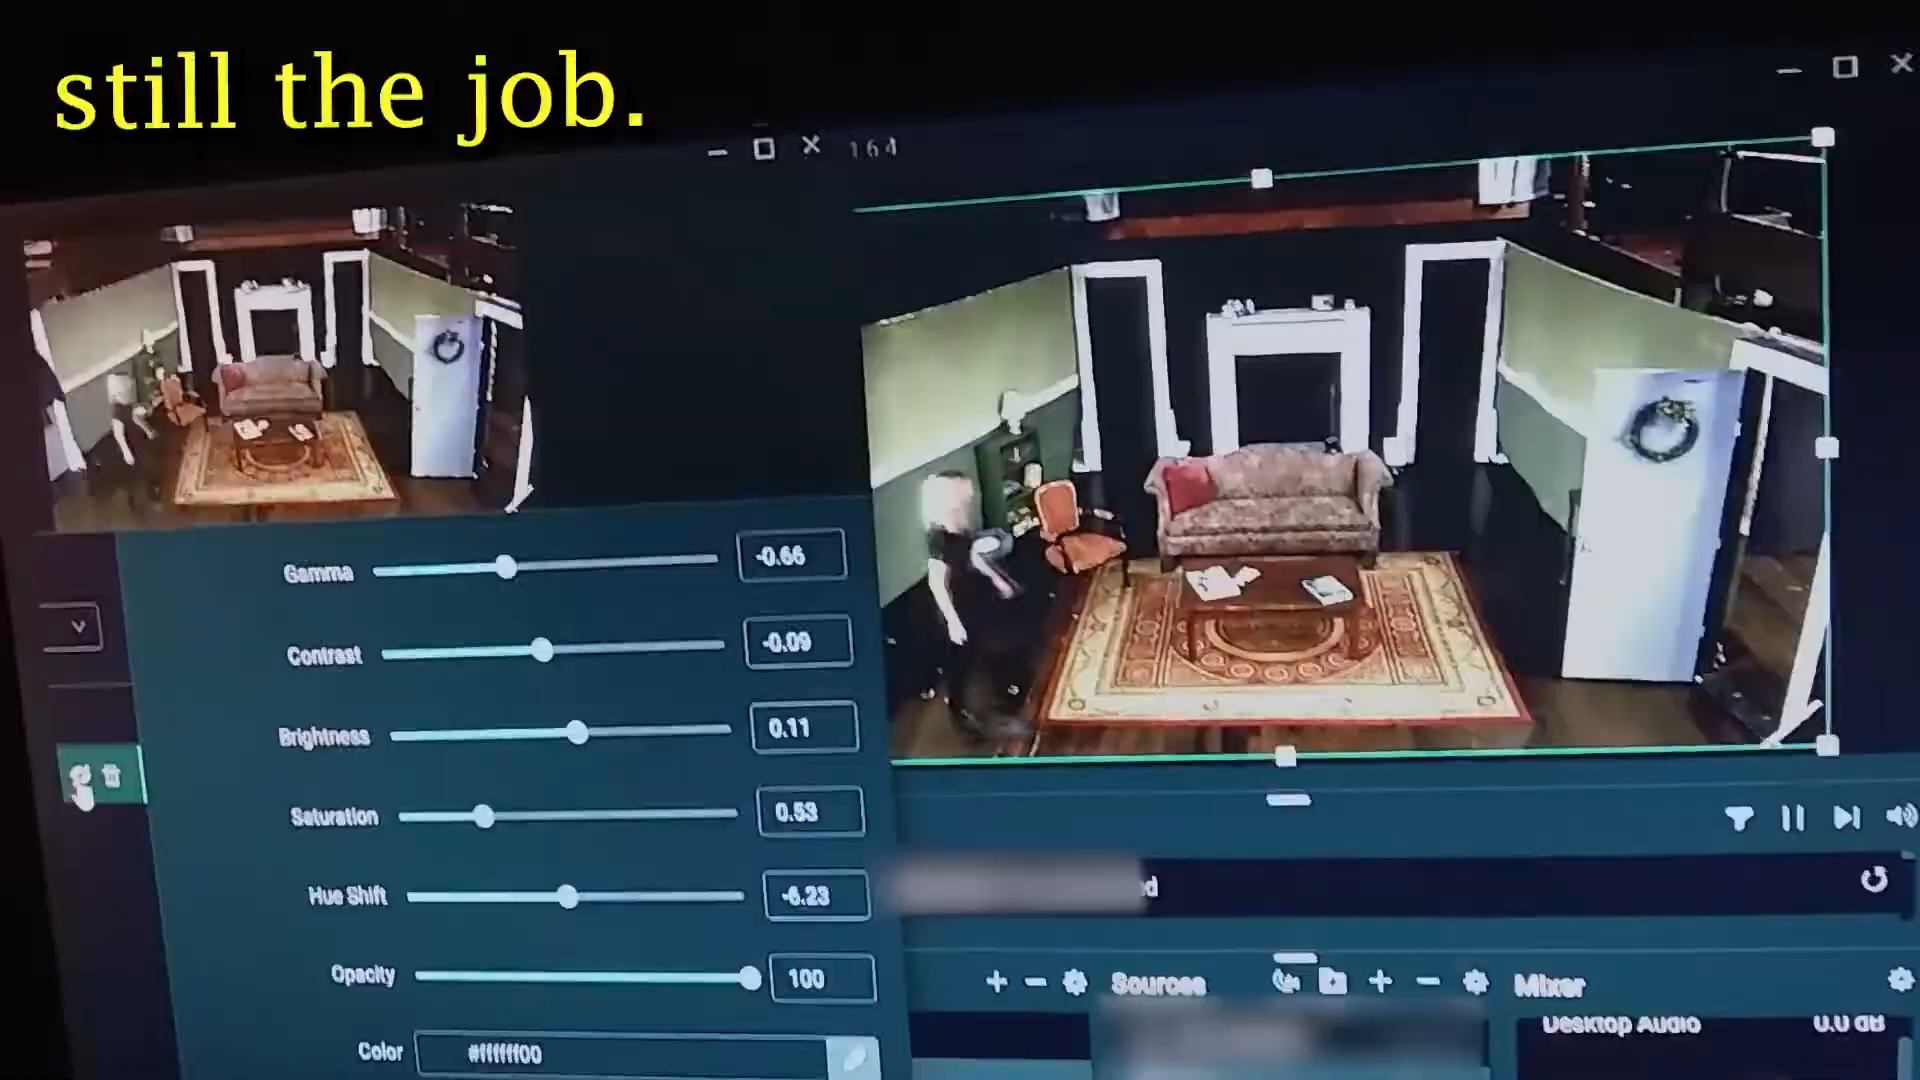 still the job.
164
Gamma -0.66
Contrast -0.09
Brightness 0.11
Saturation 0.53
Hue Shift -6.23
Opacity 100
Color #ffffff00
d
Sources
Mixer
Desktop Audio 0.0 dB